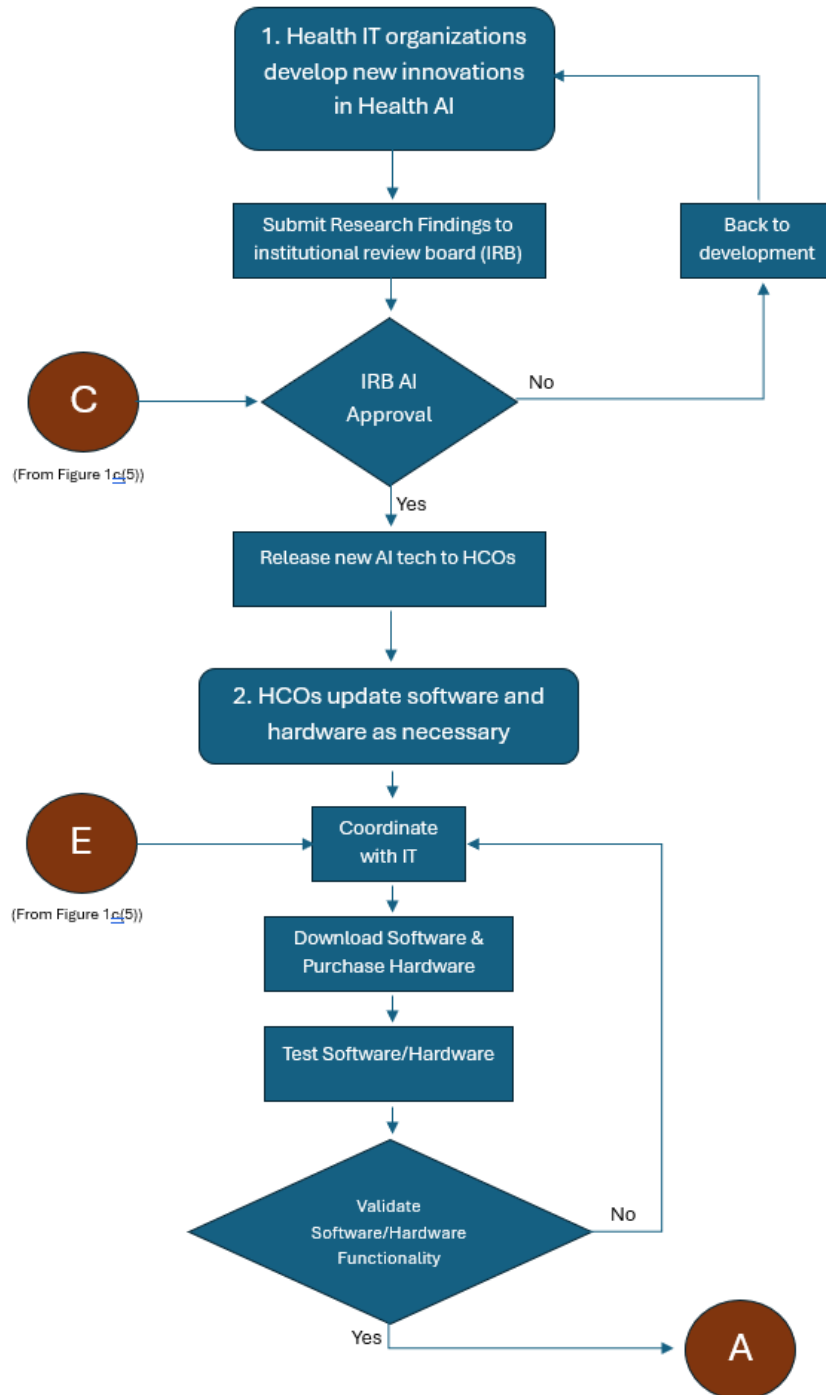 1. Health IT organizations
develop new innovations
in Health AI
Submit Research Findings to
institutional review board (IRB)
Back to
development
IRB AI
Approval
No
C
(From Figure 1c(5))
Yes
Release new AI tech to HCOs
2. HCOs update software and
hardware as necessary
E
Coordinate
with IT
(From Figure 1c(5))
Download Software &
Purchase Hardware
Test Software/Hardware
Validate
Software/Hardware
Functionality
No
Yes
A